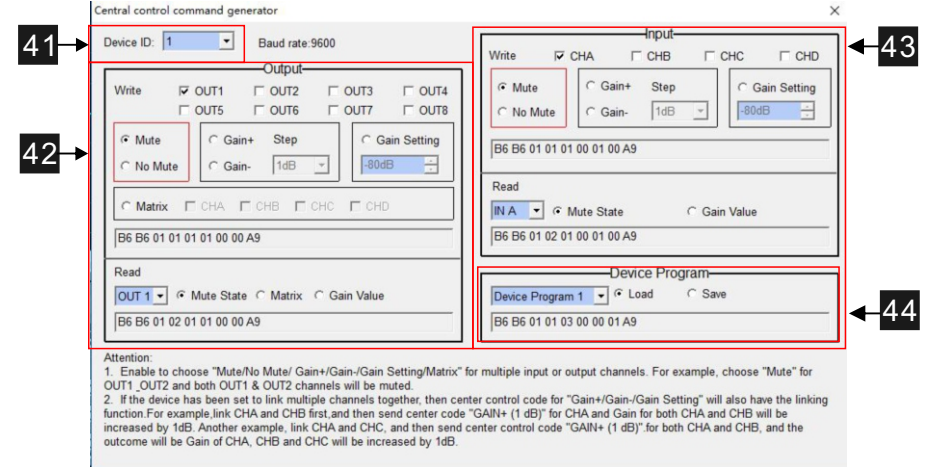 Central control command generator
41
Device ID: 1
Baud rate:9600
42
Output
Write OUT1 OUT2 OUT3 OUT4
OUT5 OUT6 OUT7 OUT8
Mute Gain+ Step Gain Setting
No Mute Gain- 1dB -80dB
Matrix CHA CHB CHC CHD
B6 B6 01 01 01 01 00 00 A9
Read
OUT 1 Mute State Matrix Gain Value
B6 B6 01 02 01 01 00 00 A9
43
Input
Write CHA CHB CHC CHD
Mute Gain+ Step Gain Setting
No Mute Gain- 1dB -80dB
B6 B6 01 01 01 00 01 00 A9
Read
IN A Mute State Gain Value
B6 B6 01 02 01 00 01 00 A9
44
Device Program
Device Program 1 Load Save
B6 B6 01 01 03 00 00 01 A9
Attention:
1. Enable to choose "Mute/No Mute/ Gain+/Gain-/Gain Setting/Matrix" for multiple input or output channels. For example, choose "Mute" for
OUT1 _OUT2 and both OUT1 & OUT2 channels will be muted.
2. If the device has been set to link multiple channels together, then center control code for "Gain+/Gain-/Gain Setting" will also have the linking
function.For example,link CHA and CHB first,and then send center code "GAIN+ (1 dB)" for CHA and Gain for both CHA and CHB will be
increased by 1dB. Another example, link CHA and CHC, and then send center control code "GAIN+ (1 dB)".for both CHA and CHB, and the
outcome will be Gain of CHA, CHB and CHC will be increased by 1dB.